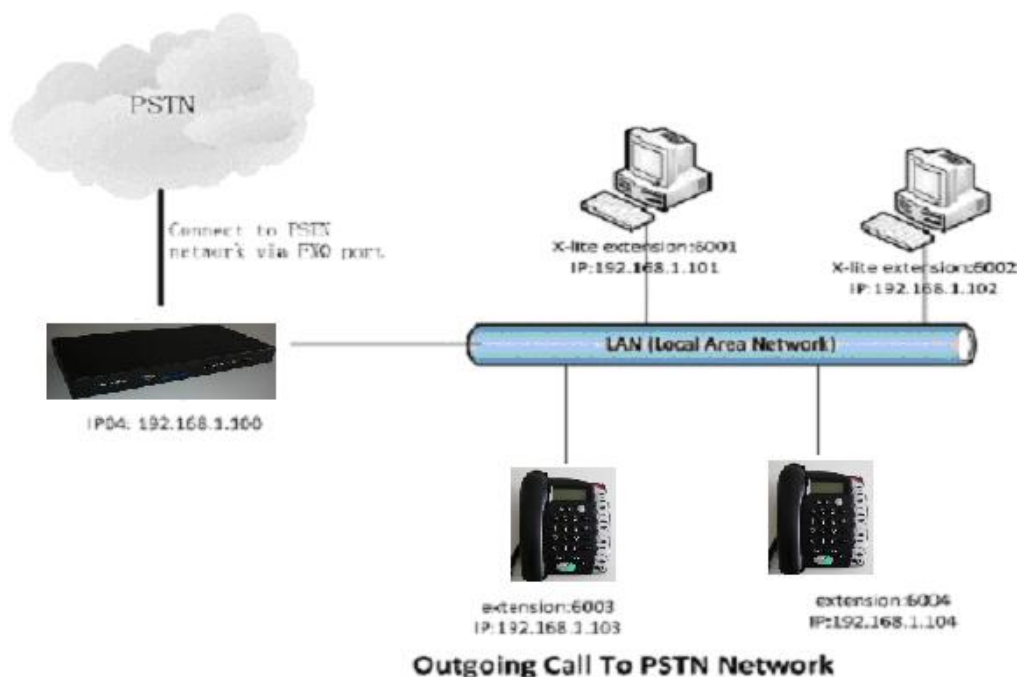 PSTN
Connect to PSTN
network via FXO port
X-lite extension:6001
IP:192.168.1.101
X-lite extension:6002
IP:192.168.1.102
LAN (Local Area Network)
IP04: 192.168.1.100
extension:6003
IP:192.168.1.103
extension:6004
IP:192.168.1.104
Outgoing Call To PSTN Network